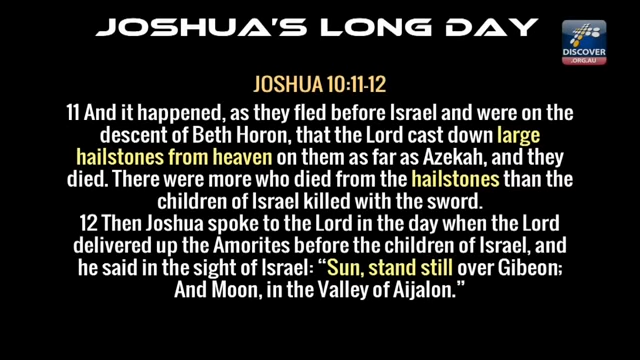 JOSHUA'S LONG DAY
DISCOVER
.ORG.AU
JOSHUA 10:11-12
11 And it happened, as they fled before Israel and were on the
descent of Beth Horon, that the Lord cast down large
hailstones from heaven on them as far as Azekah, and they
died. There were more who died from the hailstones than the
children of Israel killed with the sword.
12 Then Joshua spoke to the Lord in the day when the Lord
delivered up the Amorites before the children of Israel, and
he said in the sight of Israel: “Sun, stand still over Gibeon;
And Moon, in the Valley of Aijalon.”